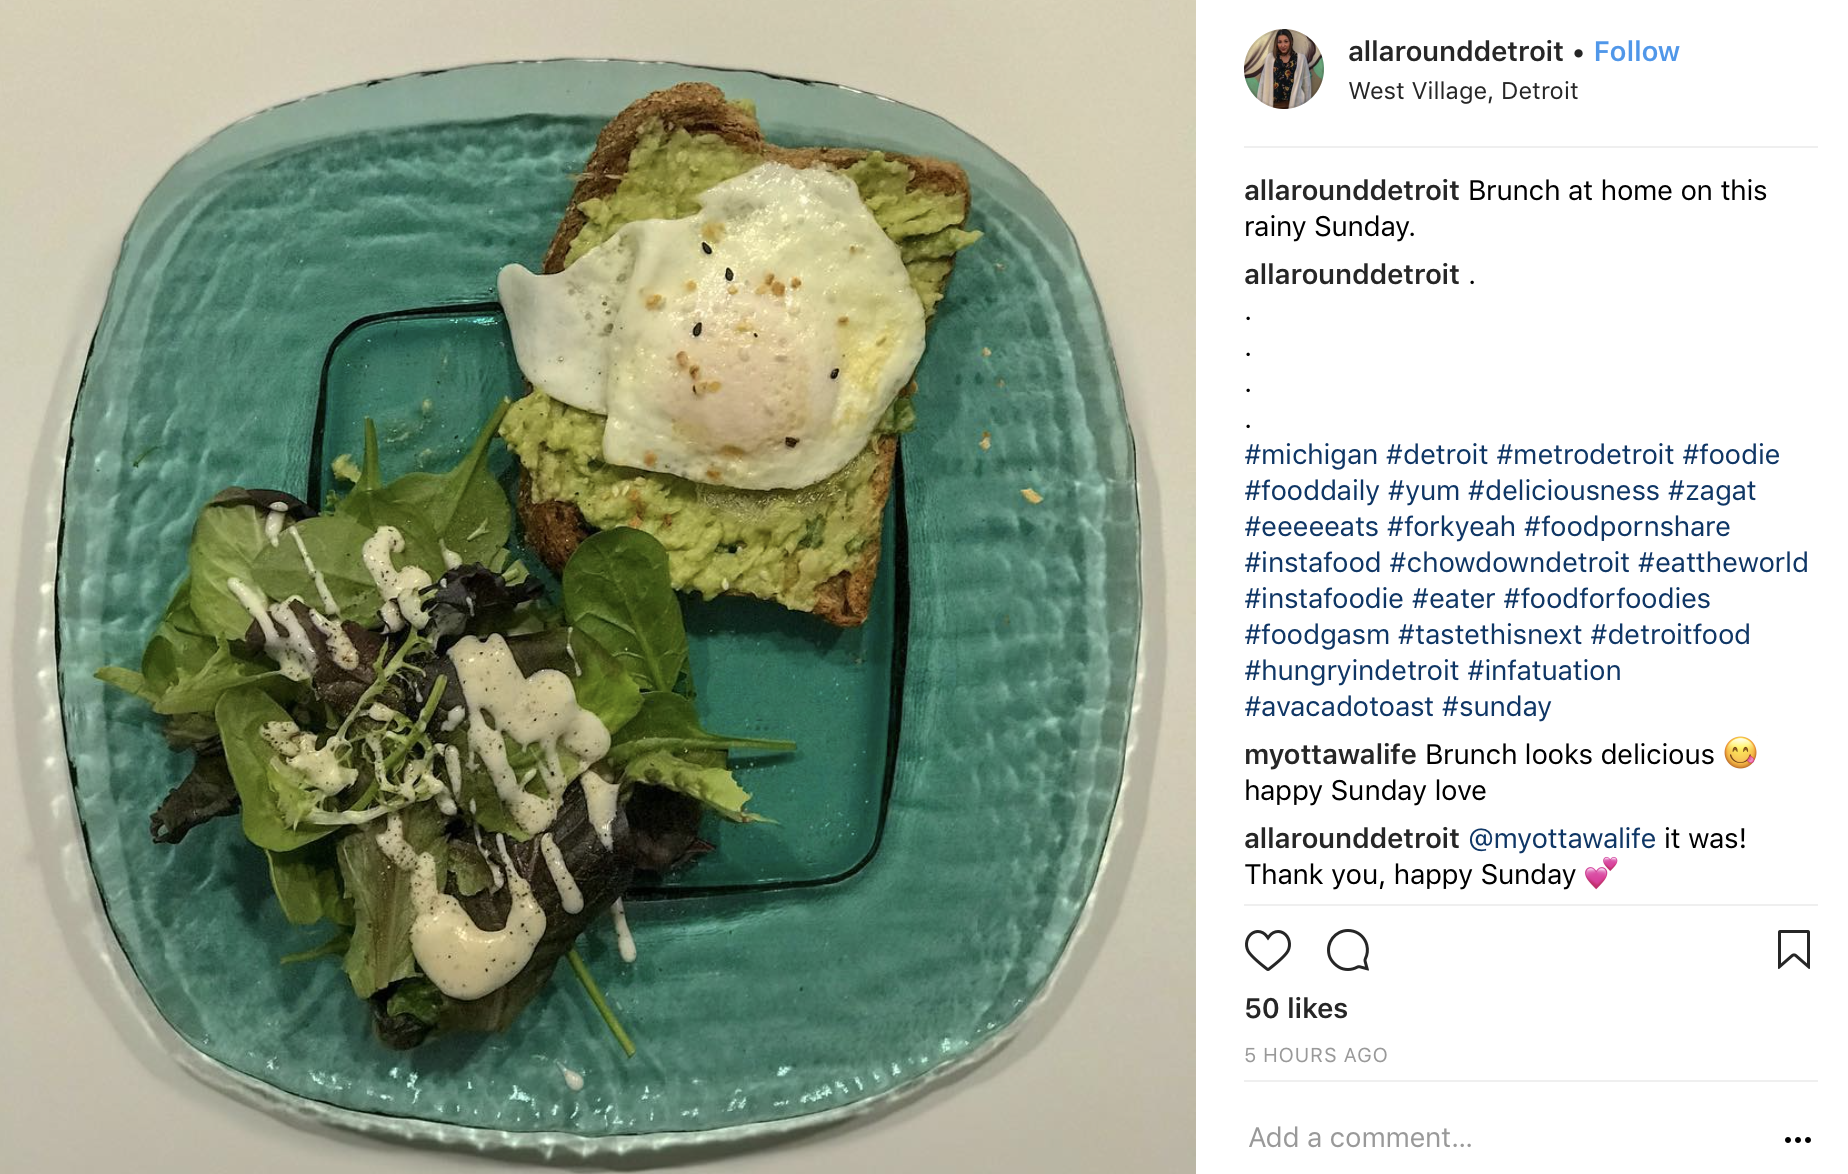 allarounddetroit • Follow
West Village, Detroit
allarounddetroit Brunch at home on this
rainy Sunday.
allarounddetroit .
.
.
.
.
#michigan #detroit #metrodetroit #foodie
#fooddaily #yum #deliciousness #zagat
#eeeeeats #forkyeah #foodpornshare
#instafood #chowdowndetroit #eattheworld
#instafoodie #eater #foodforfoodies
#foodgasm #tastethisnext #detroitfood
#hungryindetroit #infatuation
#avacadotoast #sunday
myottawalife Brunch looks delicious 😋
happy Sunday love
allarounddetroit @myottawalife it was!
Thank you, happy Sunday 💕
50 likes
5 HOURS AGO
Add a comment...